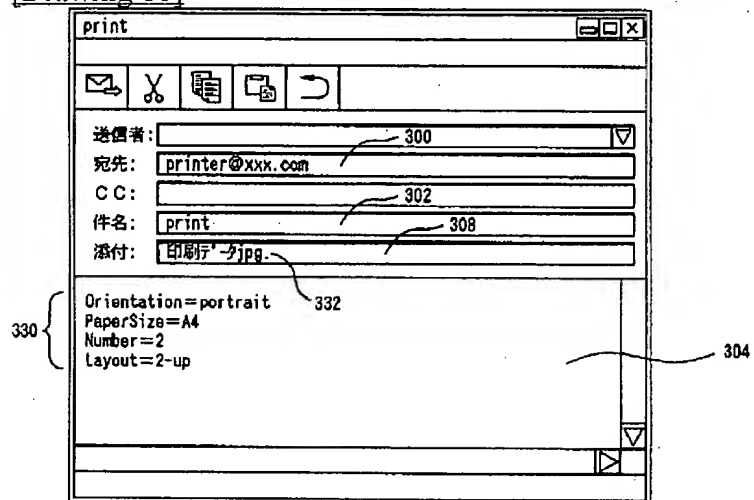 print
送信者:
300
宛先: printer@xxx.com
CC:
302
件名: print
308
添付: 印刷ﾃﾞｰﾀjpg.
332
330
Orientation=portrait
PaperSize=A4
Number=2
Layout=2-up
304